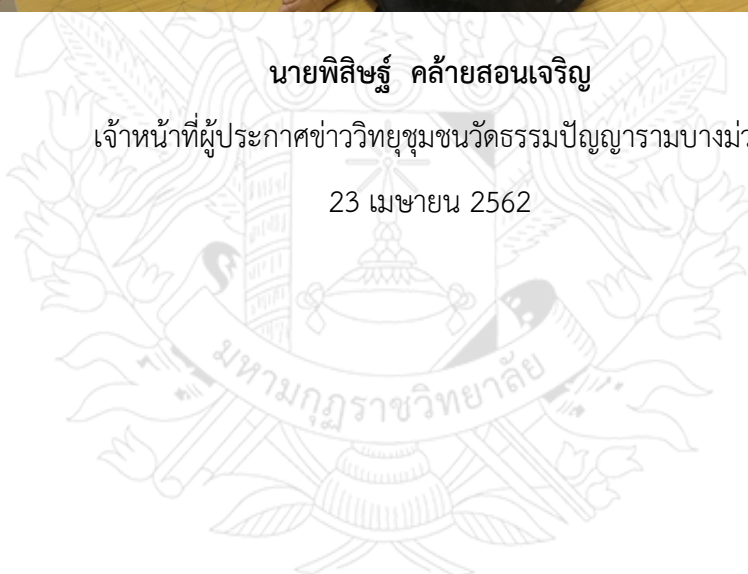 นายพิสิษฐ์ คล้ายสอนเจริญ
เจ้าหน้าที่ผู้ประกาศข่าววิทยุชุมชนวัดธรรมปัญญารามบางม่ว
23 เมษายน 2562
มหามกุฏราชวิทยาลัย